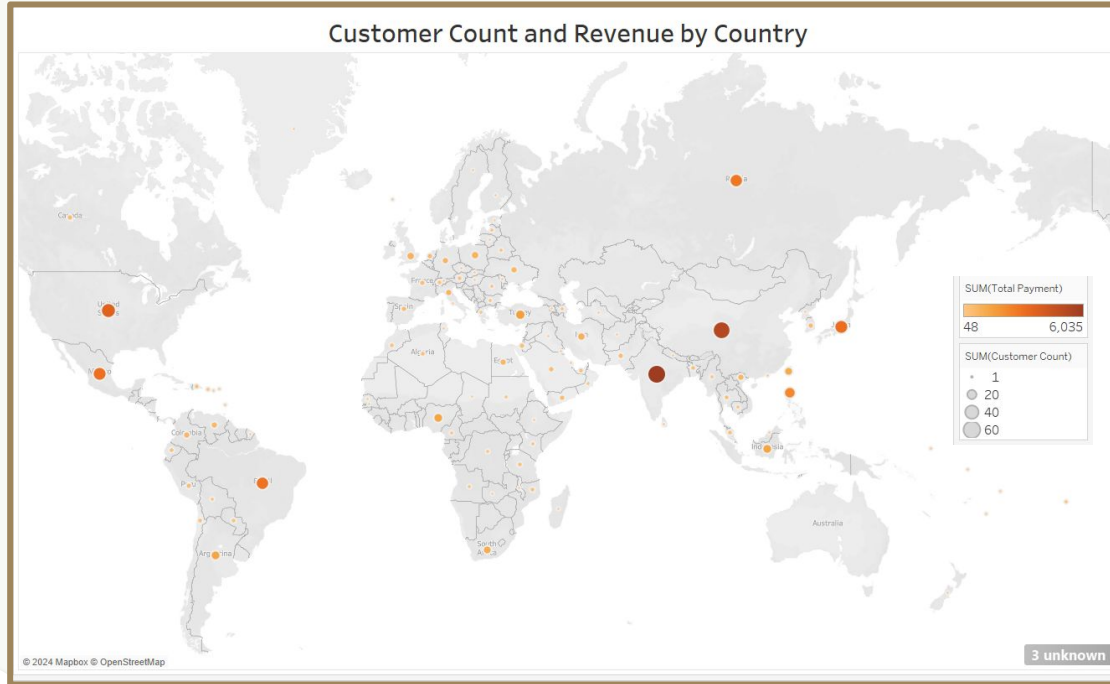 Customer Count and Revenue by Country
Canada
United
States
Mexico
Colombia
Peru
Brazil
Argentina
France
Spain
Turkey
Algeria
Egypt
Iran
South
Africa
Russia
Indonesia
Australia
SUM(Total Payment)
48
6,035
SUM(Customer Count)
1
20
40
60
© 2024 Mapbox © OpenStreetMap
3 unknown